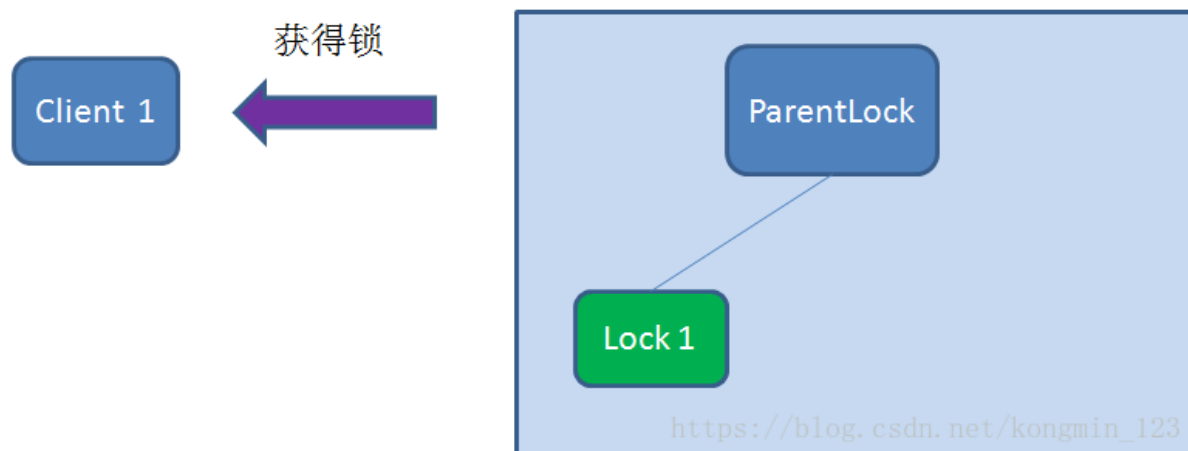 获得锁
Client 1
ParentLock
Lock 1
https://blog.csdn.net/kongmin_123